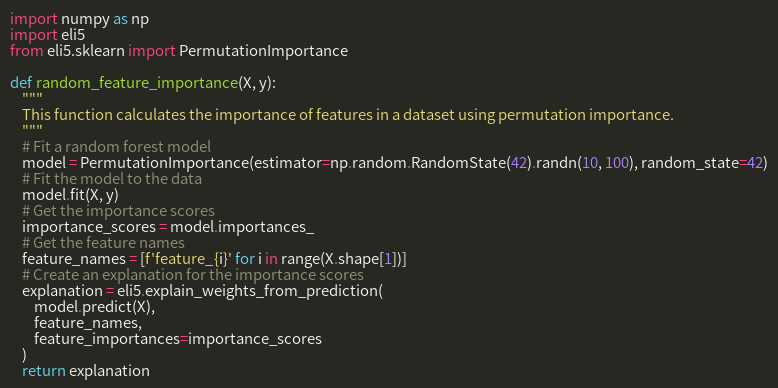 import numpy as np
import eli5
from eli5.sklearn import PermutationImportance

def random_feature_importance(X, y):
    """
    This function calculates the importance of features in a dataset using permutation importance.
    """
    # Fit a random forest model
    model = PermutationImportance(estimator=np.random.RandomState(42).randn(10, 100), random_state=42)
    # Fit the model to the data
    model.fit(X, y)
    # Get the importance scores
    importance_scores = model.importances_
    # Get the feature names
    feature_names = [f'feature_{i}' for i in range(X.shape[1])]
    # Create an explanation for the importance scores
    explanation = eli5.explain_weights_from_prediction(
        model.predict(X),
        feature_names,
        feature_importances=importance_scores
    )
    return explanation